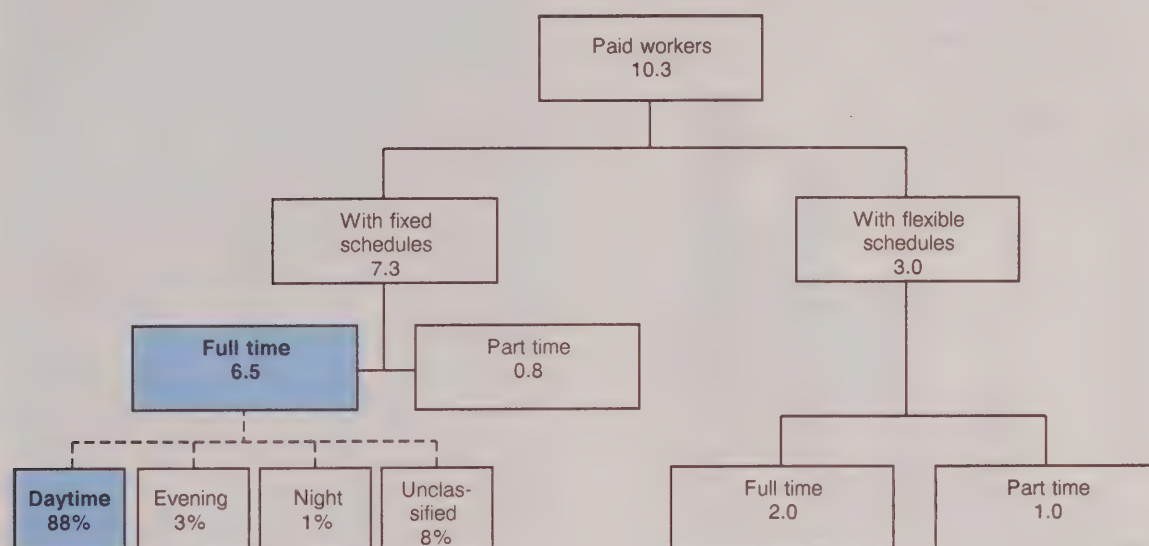 Paid workers
10.3
With fixed
schedules
7.3
With flexible
schedules
3.0
Full time
6.5
Part time
0.8
Daytime
88%
Evening
3%
Night
1%
Unclas-
sified
8%
Full time
2.0
Part time
1.0